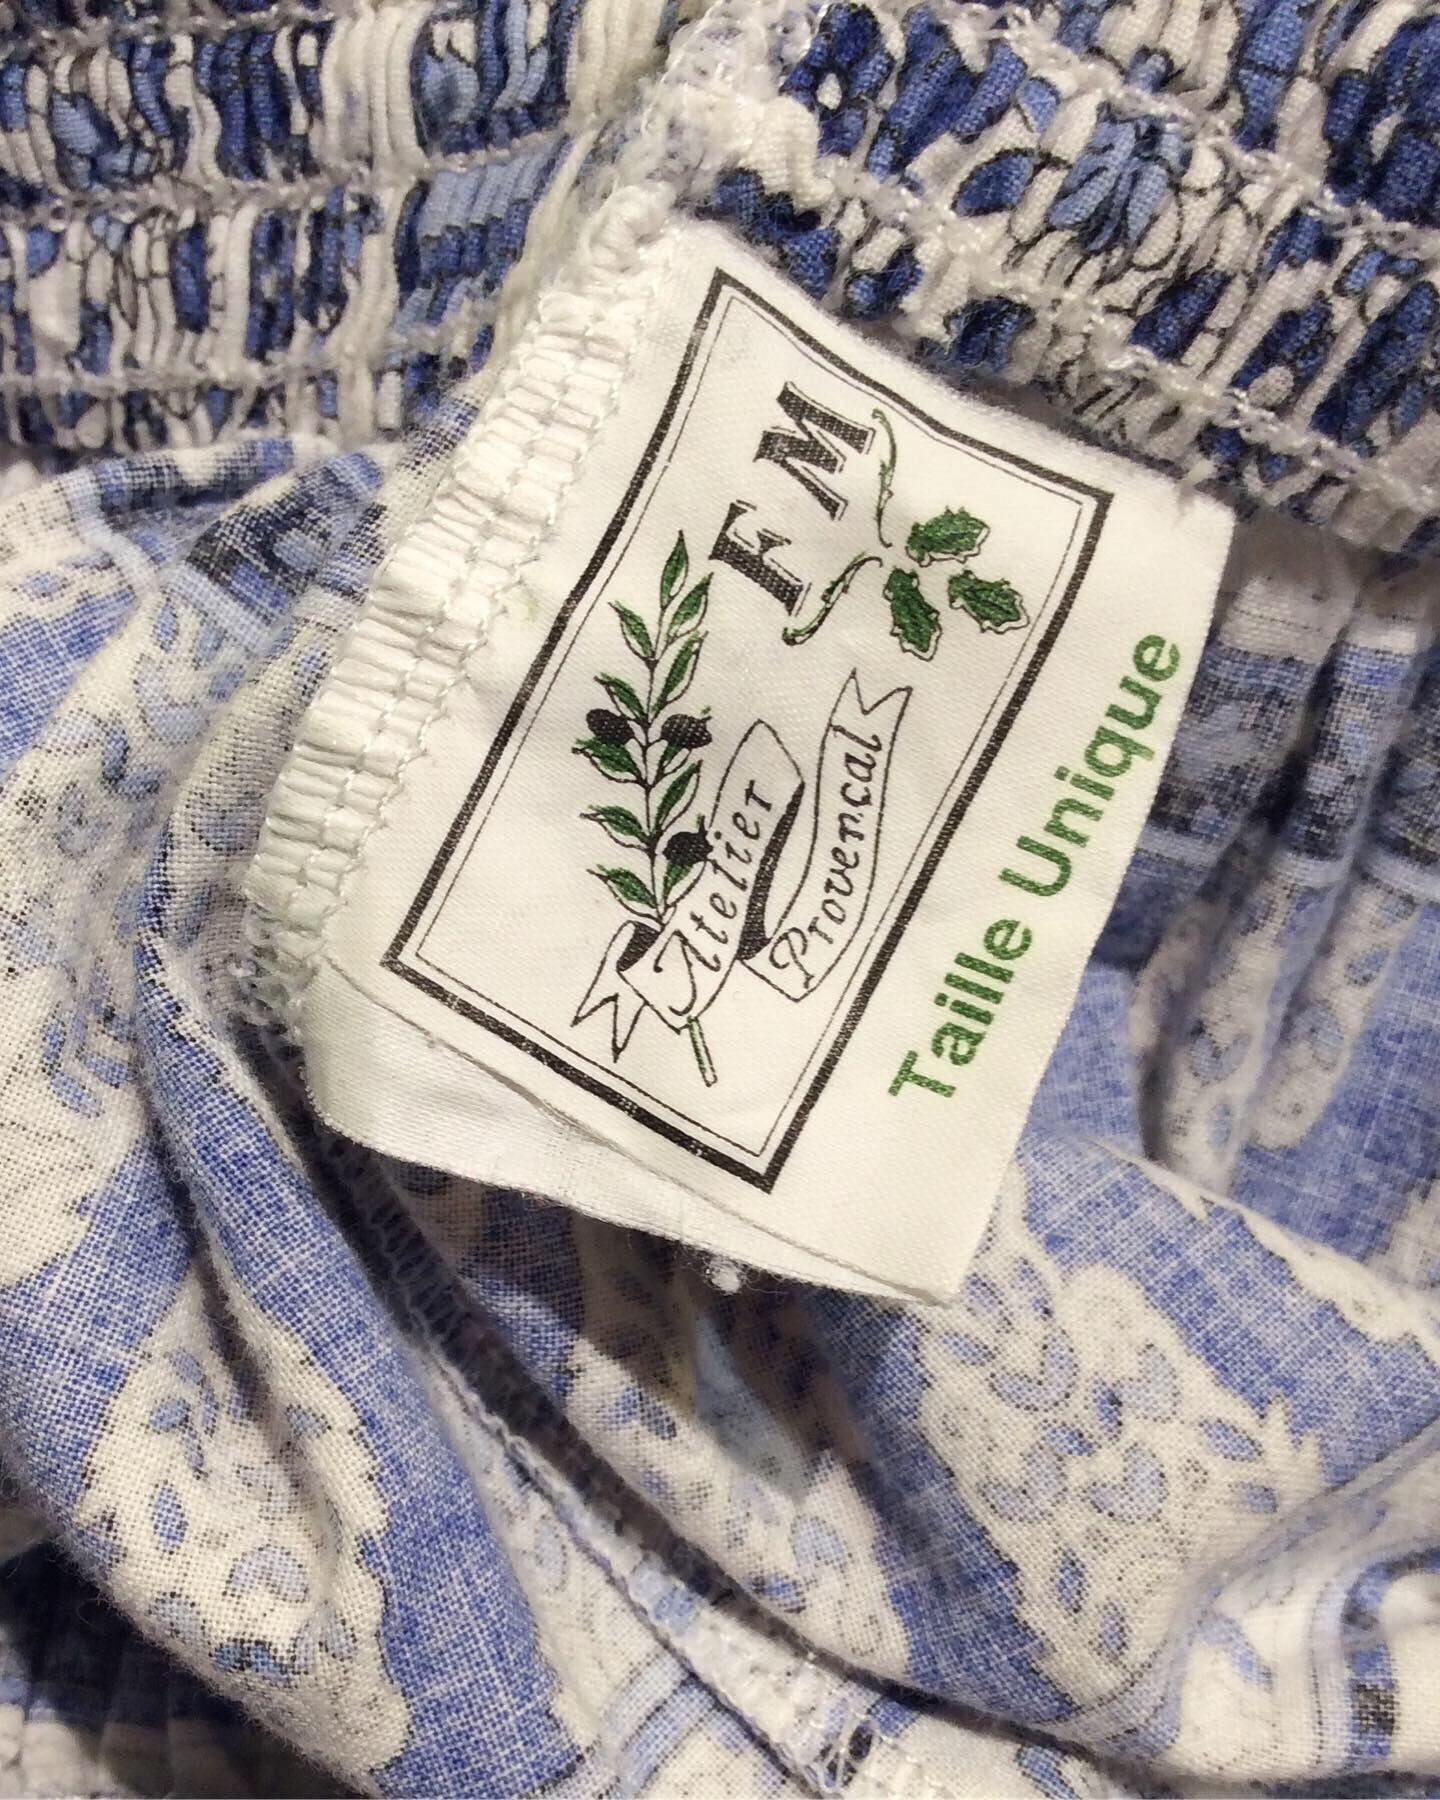 FM
Atelier
Provençal
Taille Unique